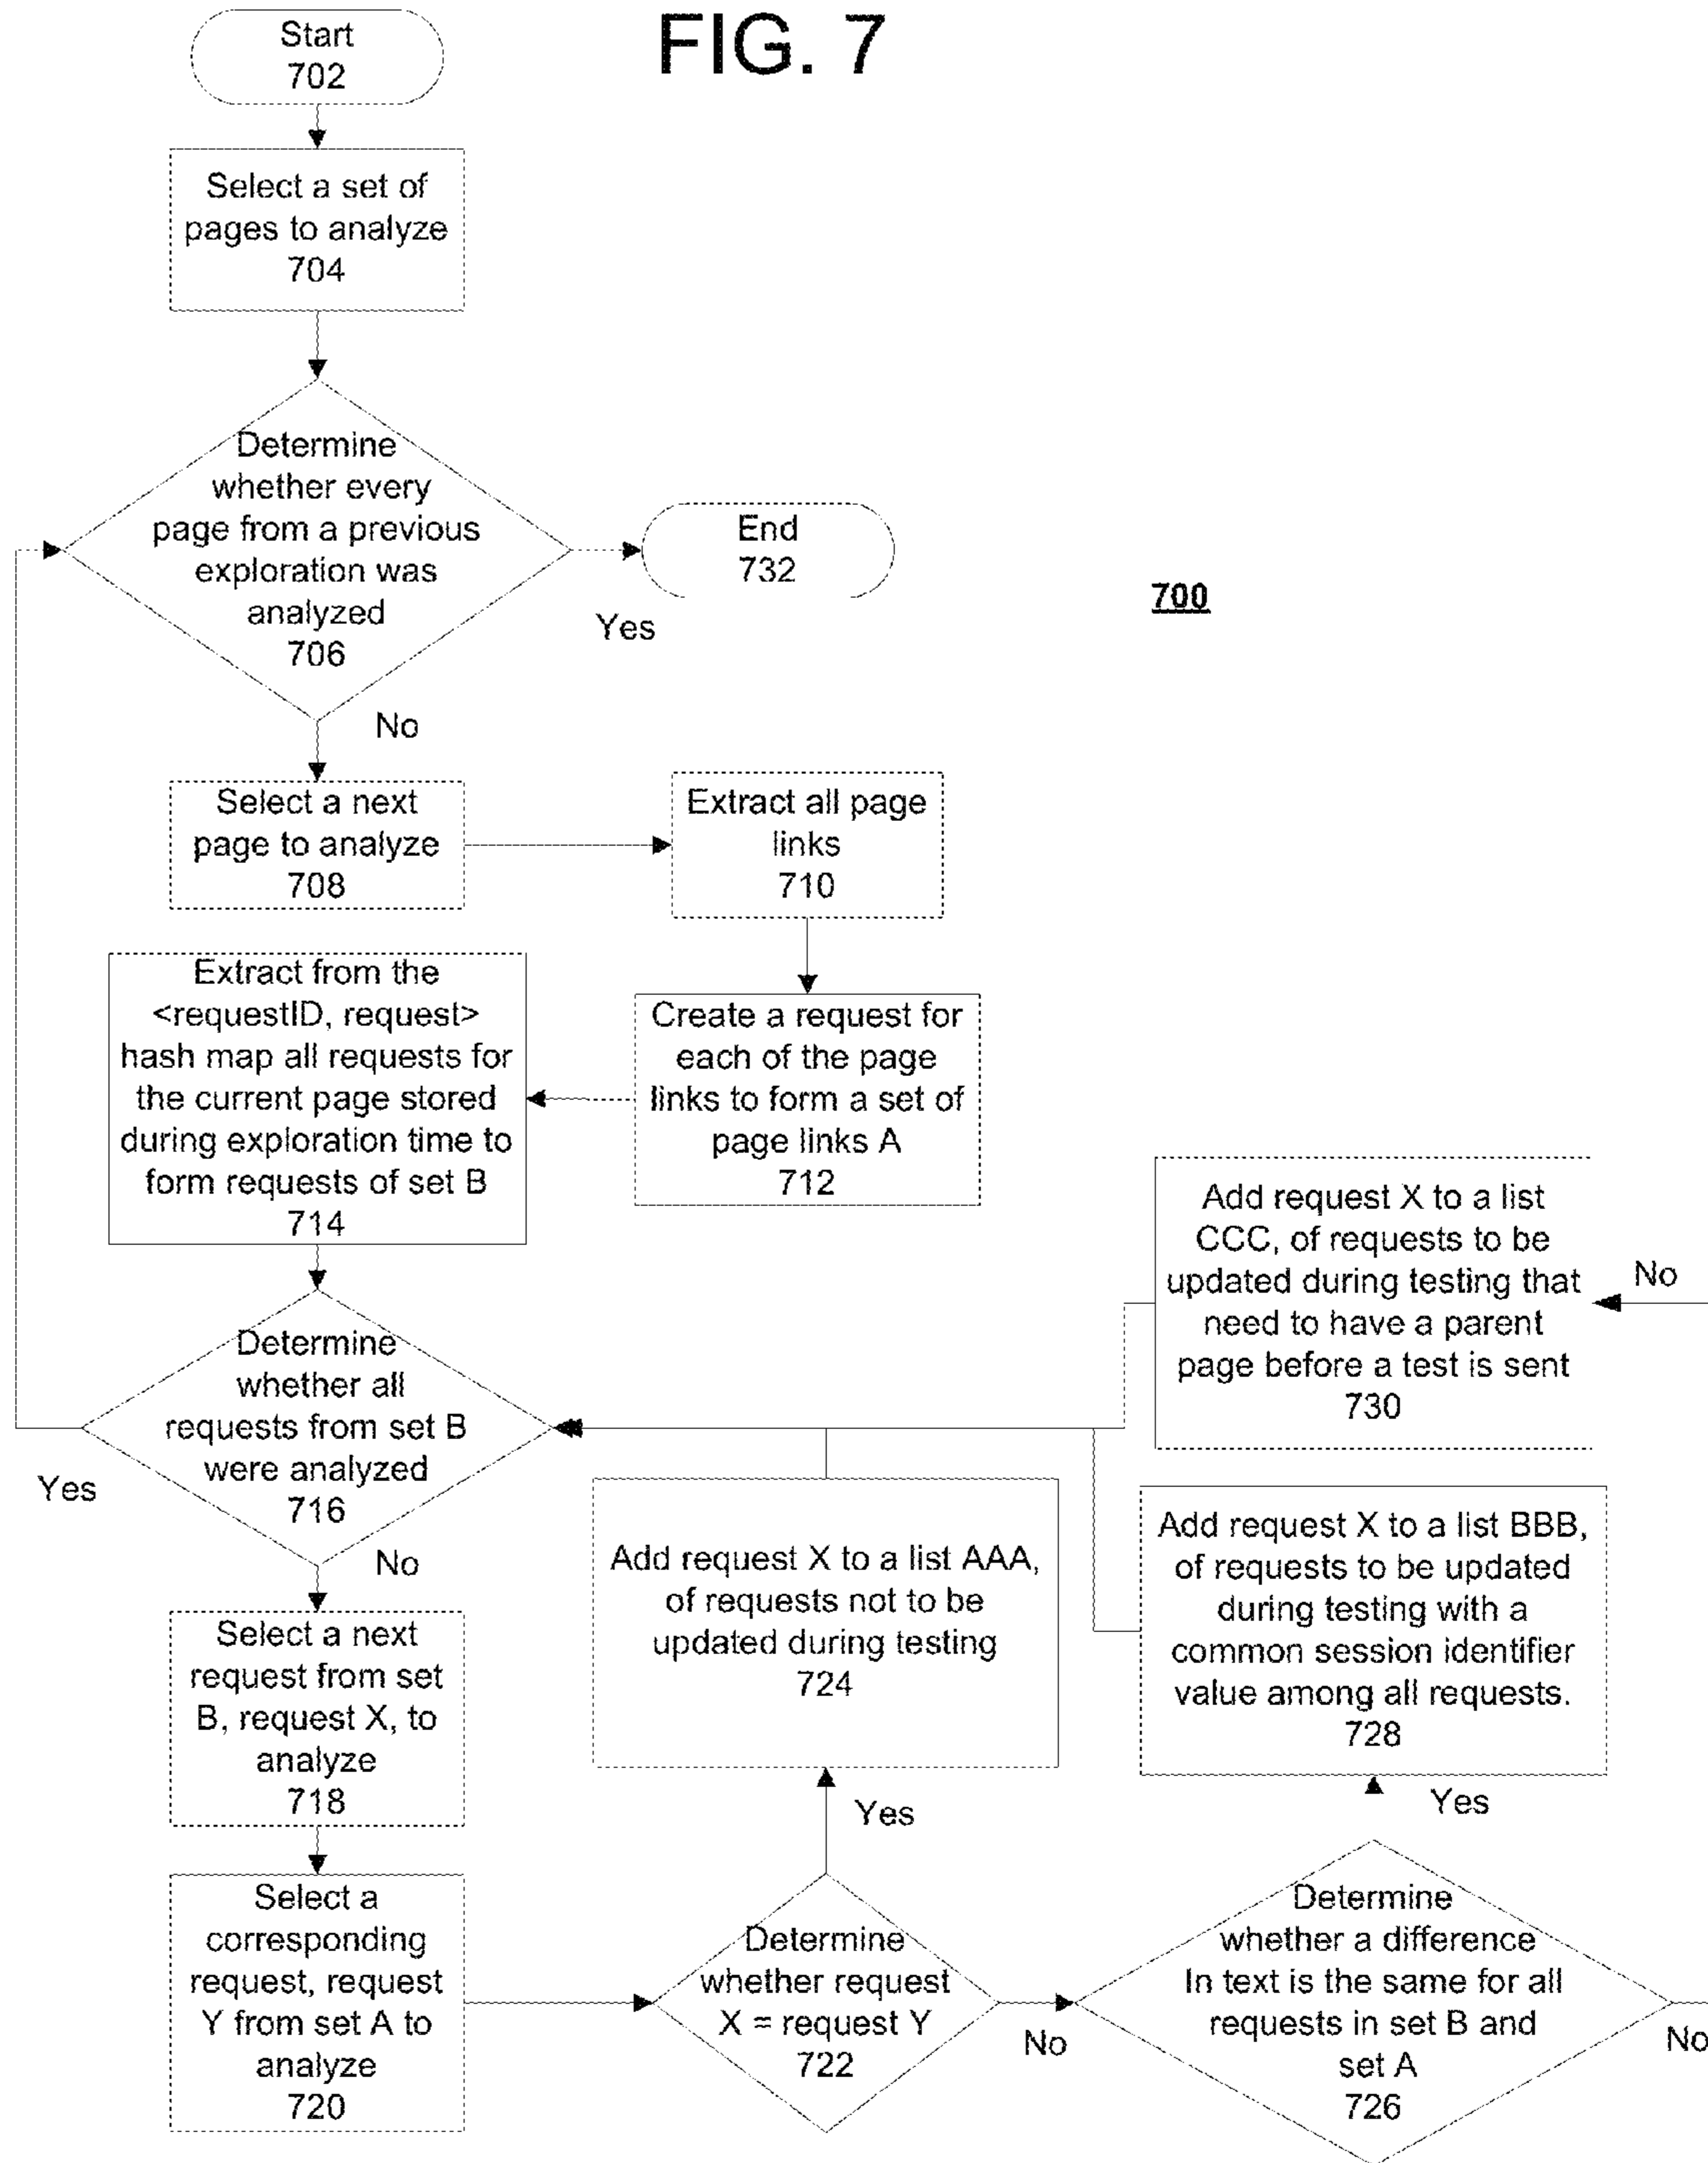 FIG. 7
Start
702
Select a set of
pages to analyze
704
Determine
whether every
page from a previous
exploration was
analyzed
706
End
732
Yes
700
No
Select a next
page to analyze
708
Extract all page
links
710
Extract from the
<requestID, request>
hash map all requests for
the current page stored
during exploration time to
form requests of set B
714
Create a request for
each of the page
links to form a set of
page links A
712
Add request X to a list
CCC, of requests to be
updated during testing that
need to have a parent
page before a test is sent
730
No
Determine
whether all
requests from set B
were analyzed
716
Yes
No
Add request X to a list AAA,
of requests not to be
updated during testing
724
Add request X to a list BBB,
of requests to be updated
during testing with a
common session identifier
value among all requests.
728
Select a next
request from set
B, request X, to
analyze
718
Yes
Yes
Select a
corresponding
request, request
Y from set A to
analyze
720
Determine
whether request
X = request Y
722
No
Determine
whether a difference
In text is the same for all
requests in set B and
set A
726
No